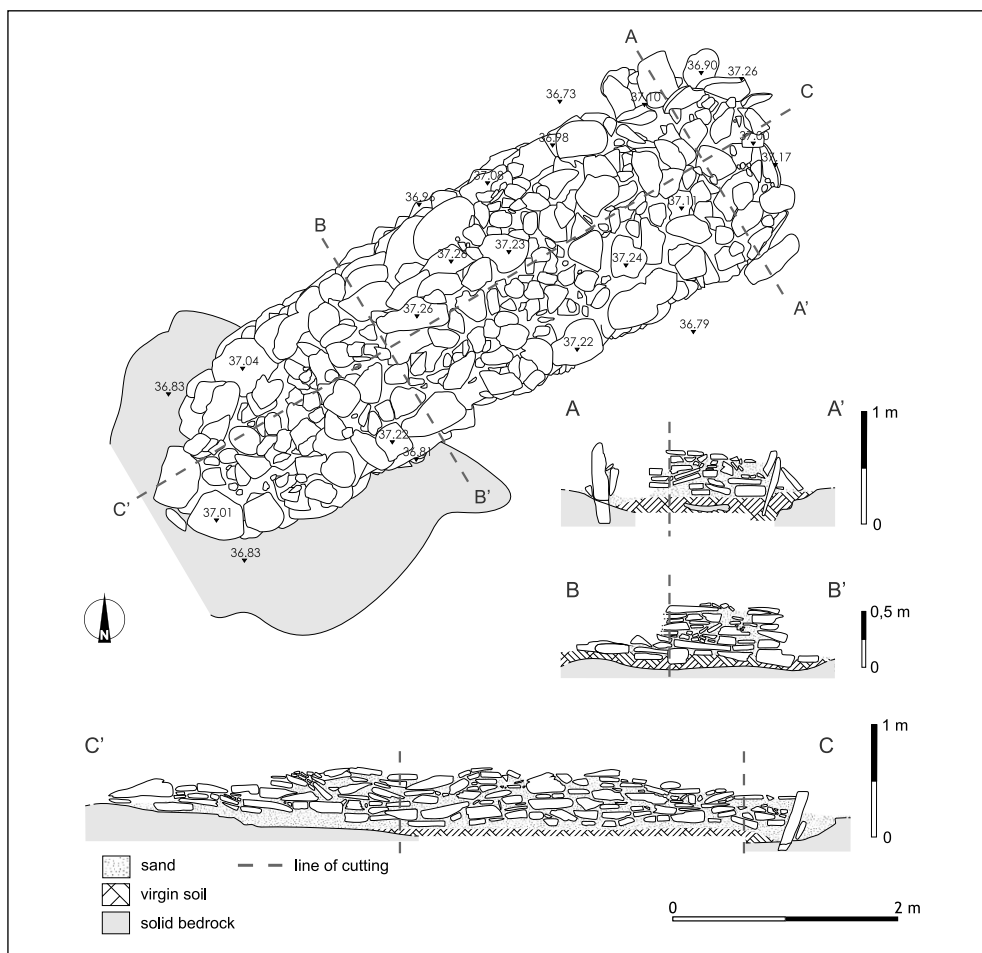 A
36.90
37.26
36.73
37.10
C
36.98
37.00
37.17
37.08
36.96
37.1
B
37.23
37.28
37.24
A'
37.26
36.79
37.22
37.04
36.83
37.22
36.81
B'
C'
37.01
36.83
N
A A' 1 m
0
B B' 0,5 m
0
C' C 1 m
0
sand line of cutting
virgin soil
solid bedrock
0 2 m